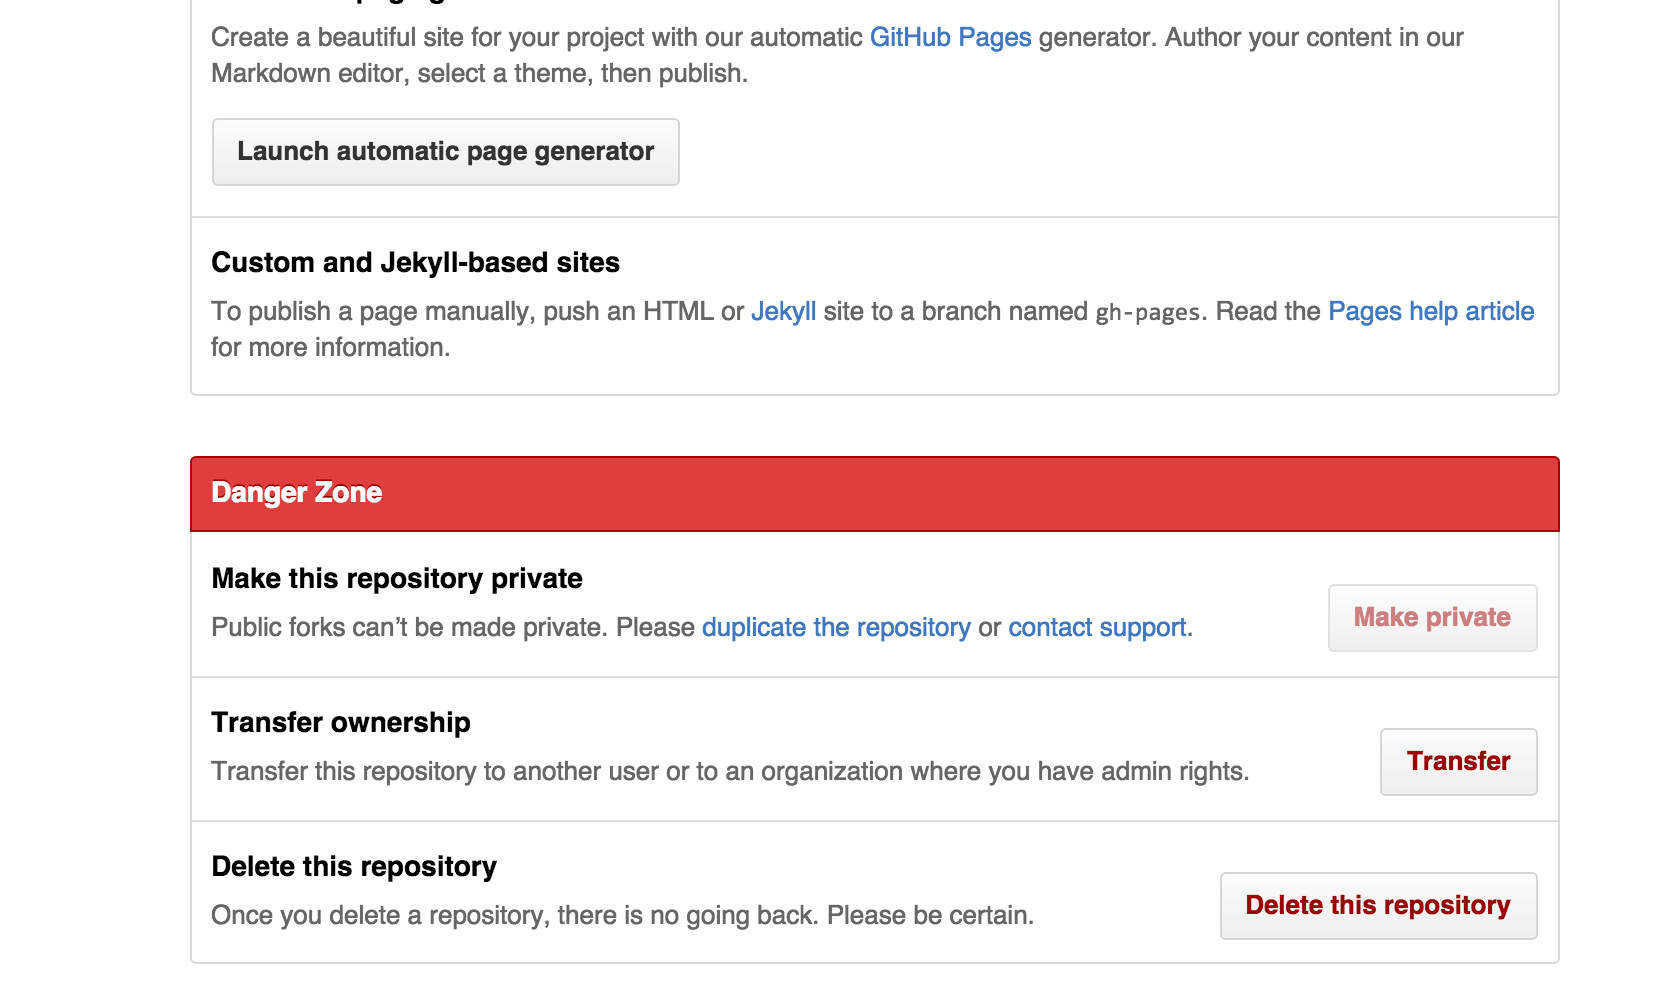 Create a beautiful site for your project with our automatic GitHub Pages generator. Author your content in our
Markdown editor, select a theme, then publish.
Launch automatic page generator
Custom and Jekyll-based sites
To publish a page manually, push an HTML or Jekyll site to a branch named gh-pages. Read the Pages help article
for more information.
Danger Zone
Make this repository private
Public forks can’t be made private. Please duplicate the repository or contact support.
Make private
Transfer ownership
Transfer this repository to another user or to an organization where you have admin rights.
Transfer
Delete this repository
Once you delete a repository, there is no going back. Please be certain.
Delete this repository